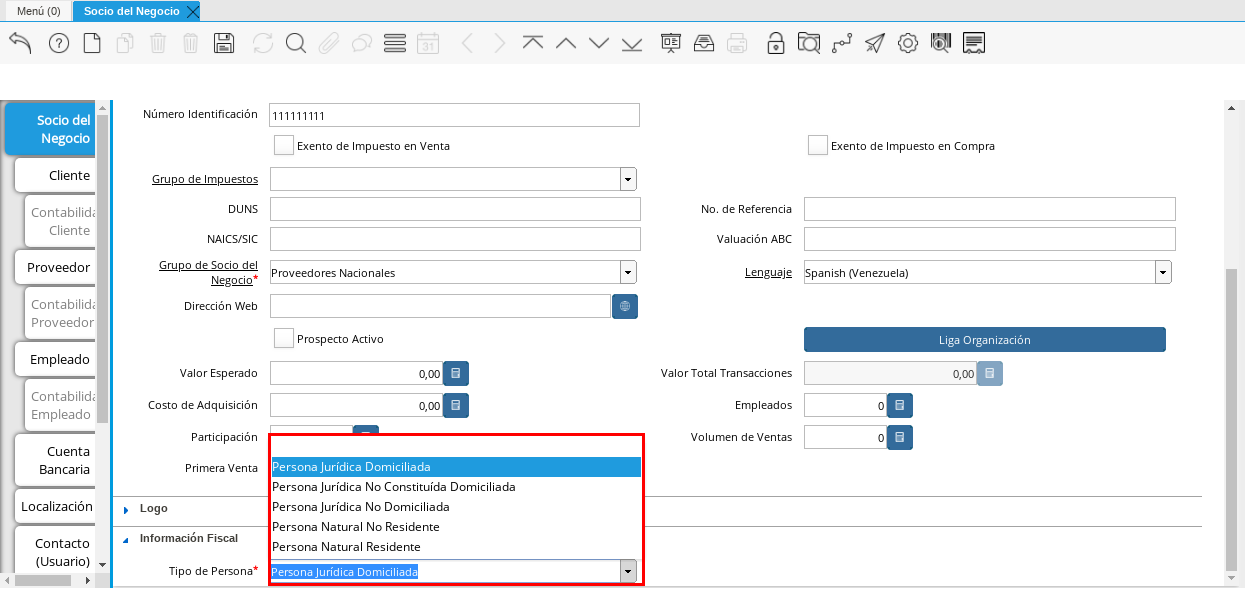 Menú (0)
Socio del Negocio
31
Socio del
Negocio
Cliente
Contabilida
Cliente
Proveedor
Contabilida
Proveedor
Empleado
Contabilida
Empleado
Cuenta
Bancaria
Localización
Contacto
(Usuario)
Número Identificación 111111111
Exento de Impuesto en Venta Exento de Impuesto en Compra
Grupo de Impuestos
DUNS No. de Referencia
NAICS/SIC Valuación ABC
Grupo de Socio del
Negocio* Proveedores Nacionales Lenguaje Spanish (Venezuela)
Dirección Web
Prospecto Activo Liga Organización
Valor Esperado 0,00 Valor Total Transacciones 0,00
Costo de Adquisición 0,00 Empleados 0
Participación Volumen de Ventas 0
Primera Venta
Persona Jurídica Domiciliada
Persona Jurídica No Constituída Domiciliada
Persona Jurídica No Domiciliada
Persona Natural No Residente
Persona Natural Residente
Logo
Información Fiscal
Tipo de Persona* Persona Jurídica Domiciliada